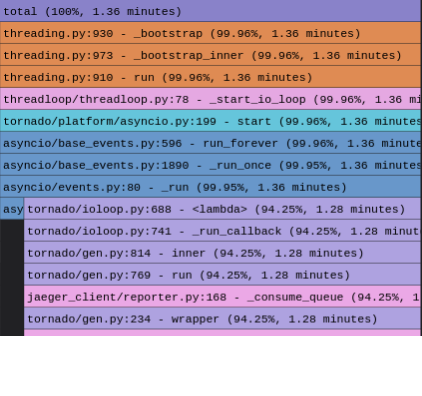 total (100%, 1.36 minutes)
threading.py:930 - _bootstrap (99.96%, 1.36 minutes)
threading.py:973 - _bootstrap_inner (99.96%, 1.36 minutes)
threading.py:910 - run (99.96%, 1.36 minutes)
threadloop/threadloop.py:78 - _start_io_loop (99.96%, 1.36 mi
tornado/platform/asyncio.py:199 - start (99.96%, 1.36 minutes
asyncio/base_events.py:596 - run_forever (99.96%, 1.36 minute
asyncio/base_events.py:1890 - _run_once (99.95%, 1.36 minutes
asyncio/events.py:80 - _run (99.95%, 1.36 minutes)
asy tornado/ioloop.py:688 - <lambda> (94.25%, 1.28 minutes)
tornado/ioloop.py:741 - _run_callback (94.25%, 1.28 minut
tornado/gen.py:814 - inner (94.25%, 1.28 minutes)
tornado/gen.py:769 - run (94.25%, 1.28 minutes)
jaeger_client/reporter.py:168 - _consume_queue (94.25%, 1
tornado/gen.py:234 - wrapper (94.25%, 1.28 minutes)